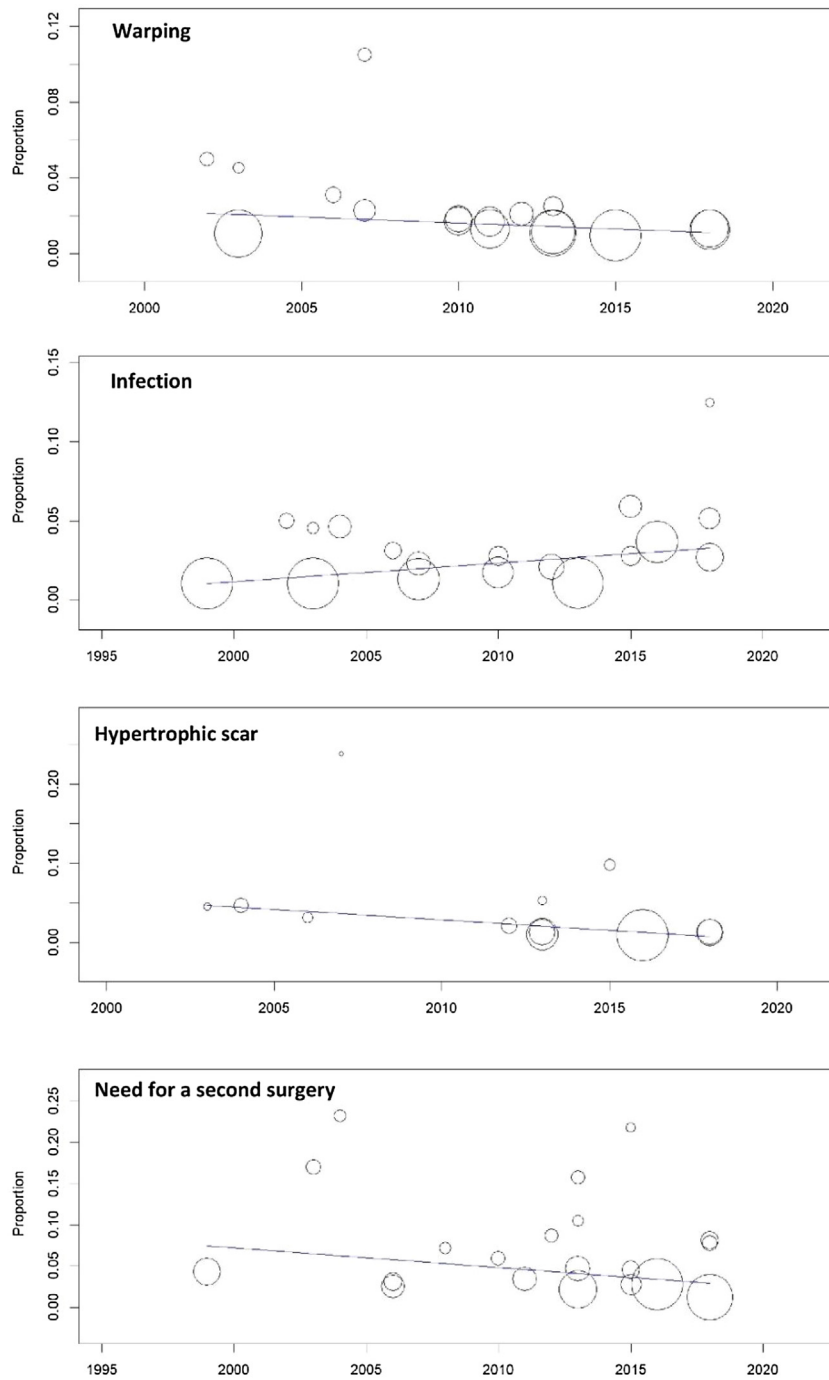 Warping
Proportion
0.12
0.08
0.04
0.00
2000 2005 2010 2015 2020
Infection
Proportion
0.15
0.10
0.05
0.00
1995 2000 2005 2010 2015 2020
Hypertrophic scar
Proportion
0.20
0.10
0.00
2000 2005 2010 2015 2020
Need for a second surgery
Proportion
0.25
0.20
0.15
0.10
0.05
0.00
1995 2000 2005 2010 2015 2020